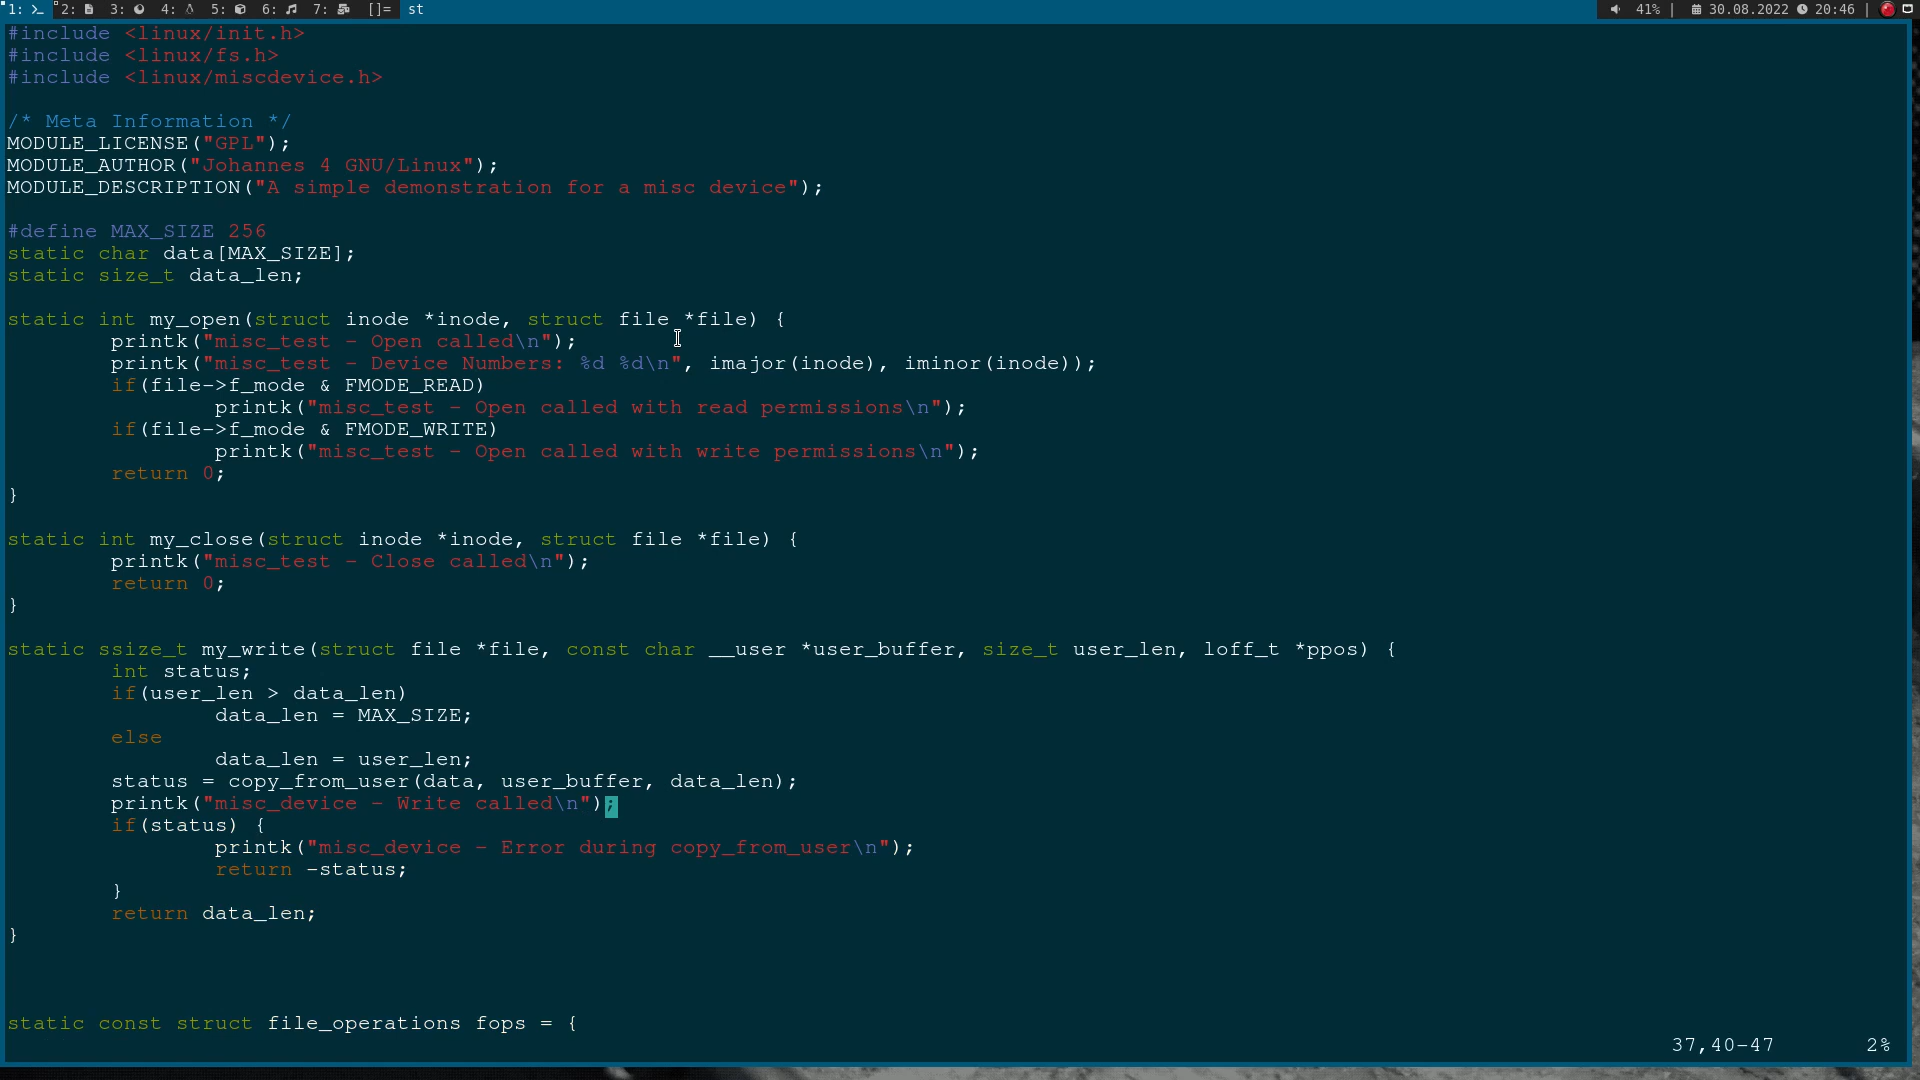 1: 2: 3: 4: 5: 6: 7: []= st 41% | 30.08.2022 20:46 |
#include <linux/init.h>
#include <linux/fs.h>
#include <linux/miscdevice.h>
/* Meta Information */
MODULE_LICENSE("GPL");
MODULE_AUTHOR("Johannes 4 GNU/Linux");
MODULE_DESCRIPTION("A simple demonstration for a misc device");
#define MAX_SIZE 256
static char data[MAX_SIZE];
static size_t data_len;
static int my_open(struct inode *inode, struct file *file) {
        printk("misc_test - Open called\n");
        printk("misc_test - Device Numbers: %d %d\n", imajor(inode), iminor(inode));
        if(file->f_mode & FMODE_READ)
                printk("misc_test - Open called with read permissions\n");
        if(file->f_mode & FMODE_WRITE)
                printk("misc_test - Open called with write permissions\n");
        return 0;
}
static int my_close(struct inode *inode, struct file *file) {
        printk("misc_test - Close called\n");
        return 0;
}
static ssize_t my_write(struct file *file, const char __user *user_buffer, size_t user_len, loff_t *ppos) {
        int status;
        if(user_len > data_len)
                data_len = MAX_SIZE;
        else
                data_len = user_len;
        status = copy_from_user(data, user_buffer, data_len);
        printk("misc_device - Write called\n");
        if(status) {
                printk("misc_device - Error during copy_from_user\n");
                return -status;
        }
        return data_len;
}
static const struct file_operations fops = {
37,40-47 2%